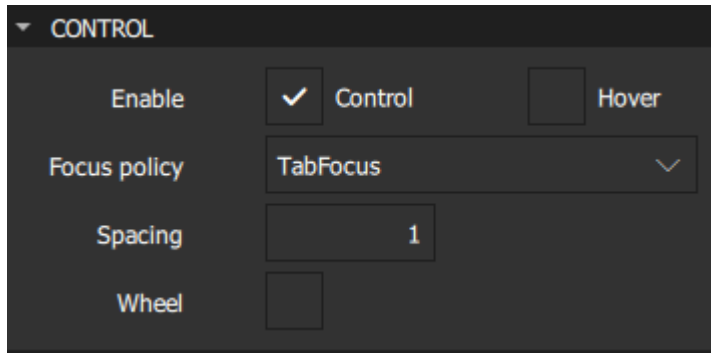 CONTROL
Enable Control Hover
Focus policy TabFocus
Spacing 1
Wheel